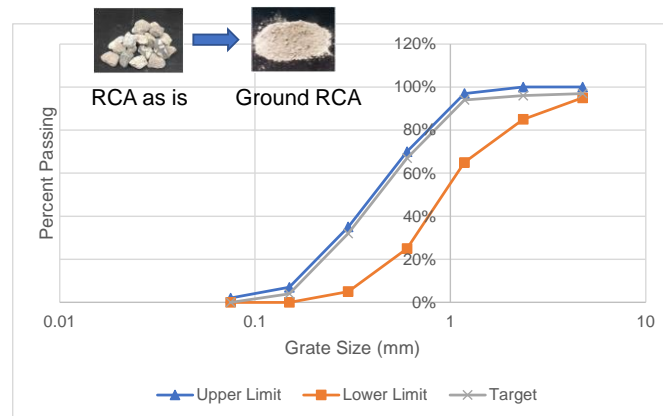 RCA as is
Ground RCA
120%
100%
80%
60%
40%
20%
0%
Percent Passing
0.01
0.1
1
10
Grate Size (mm)
Upper Limit
Lower Limit
Target